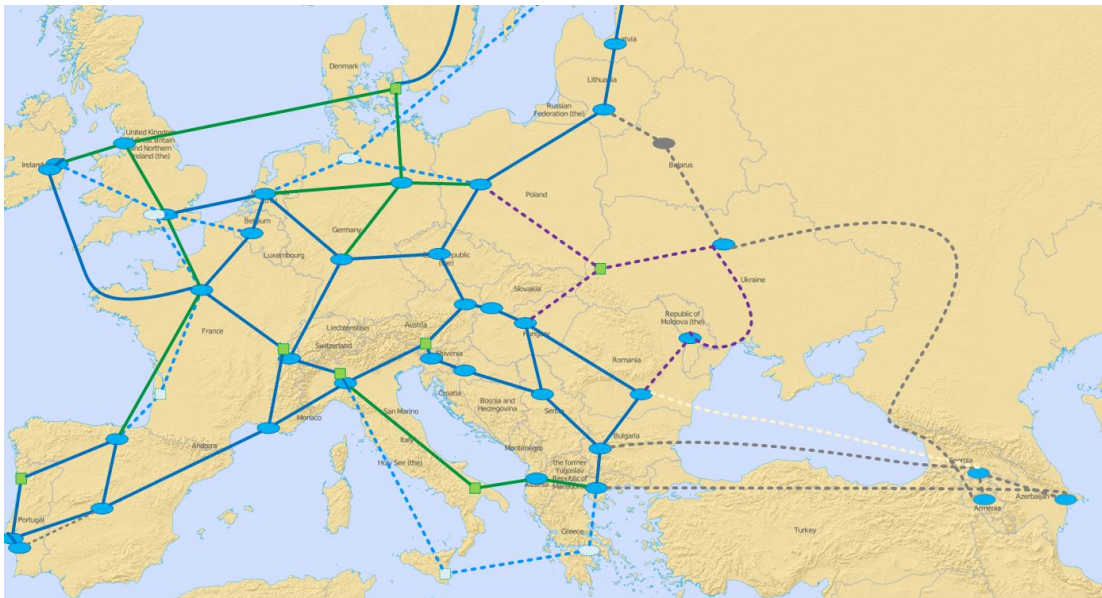 Latvia
Denmark
Lithuania
Russian
Federation (the)
United Kingdom
of Great Britain
and Northern
Ireland (the)
Ireland
Belarus
Poland
Belgium
Germany
Luxembourg
Ukraine
Slovakia
Republic of
Moldova (the)
France
Liechtenstein
Austria
Hungary
Switzerland
Slovenia
Romania
Croatia
Bosnia and
Herzegovina
Serbia
San Marino
Monaco
Andorra
Italy
Montenegro
Bulgaria
Holy See (the)
the former
Yugoslav
Republic of
Macedonia
Albania
Georgia
Azerbaijan
Armenia
Portugal
Greece
Turkey